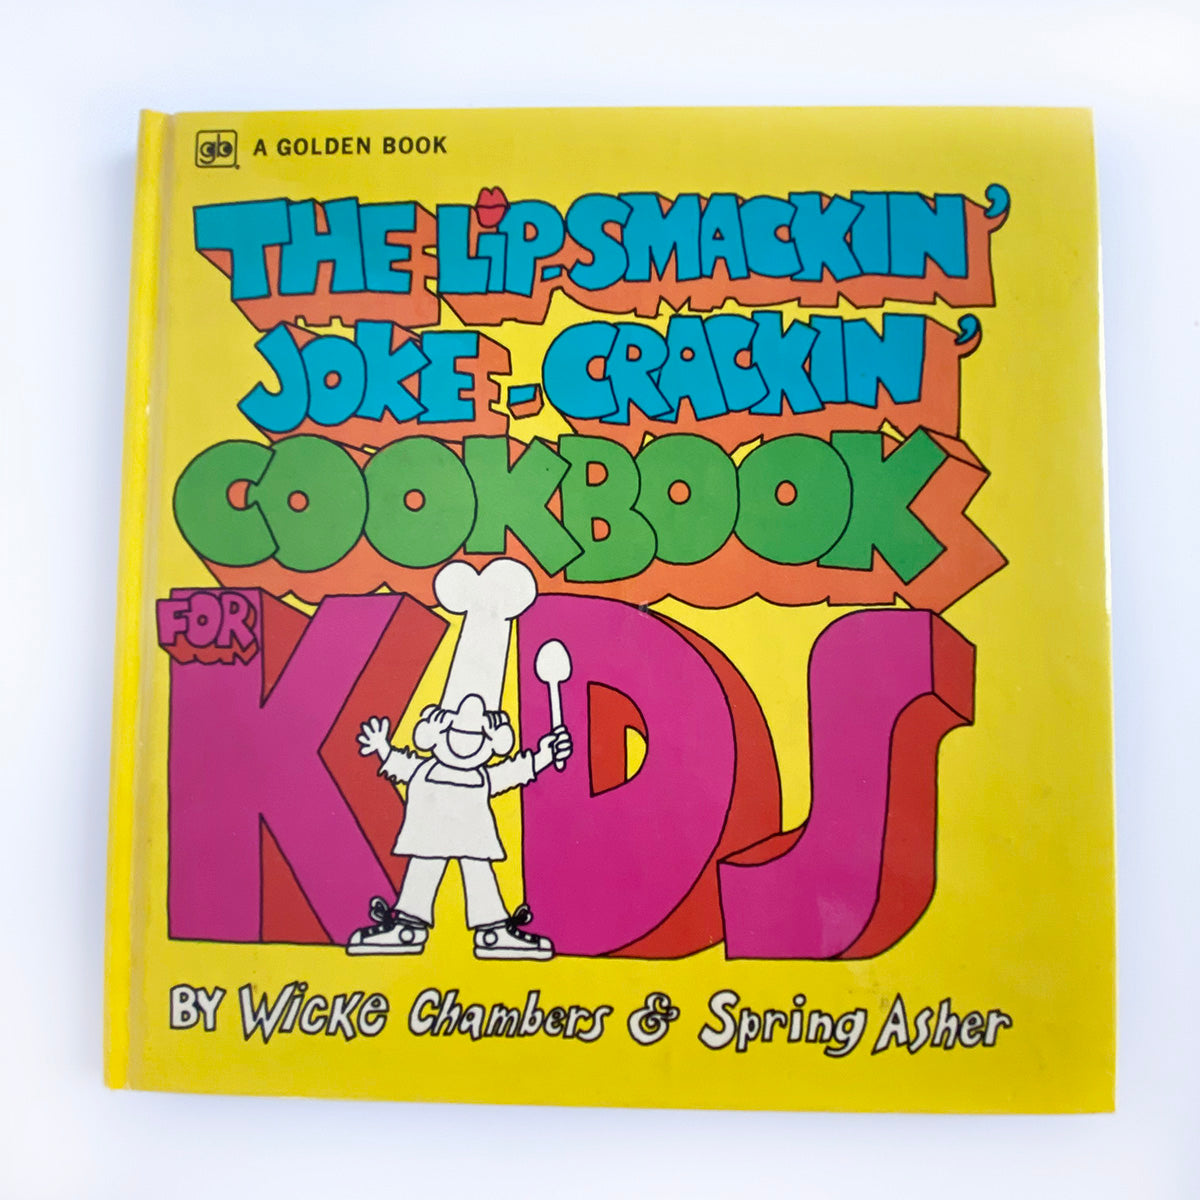 gb A GOLDEN BOOK
THE LIP-SMACKIN'
JOKE-CRACKIN'
COOKBOOK
FOR KIDS
BY Wicke Chambers & Spring Asher